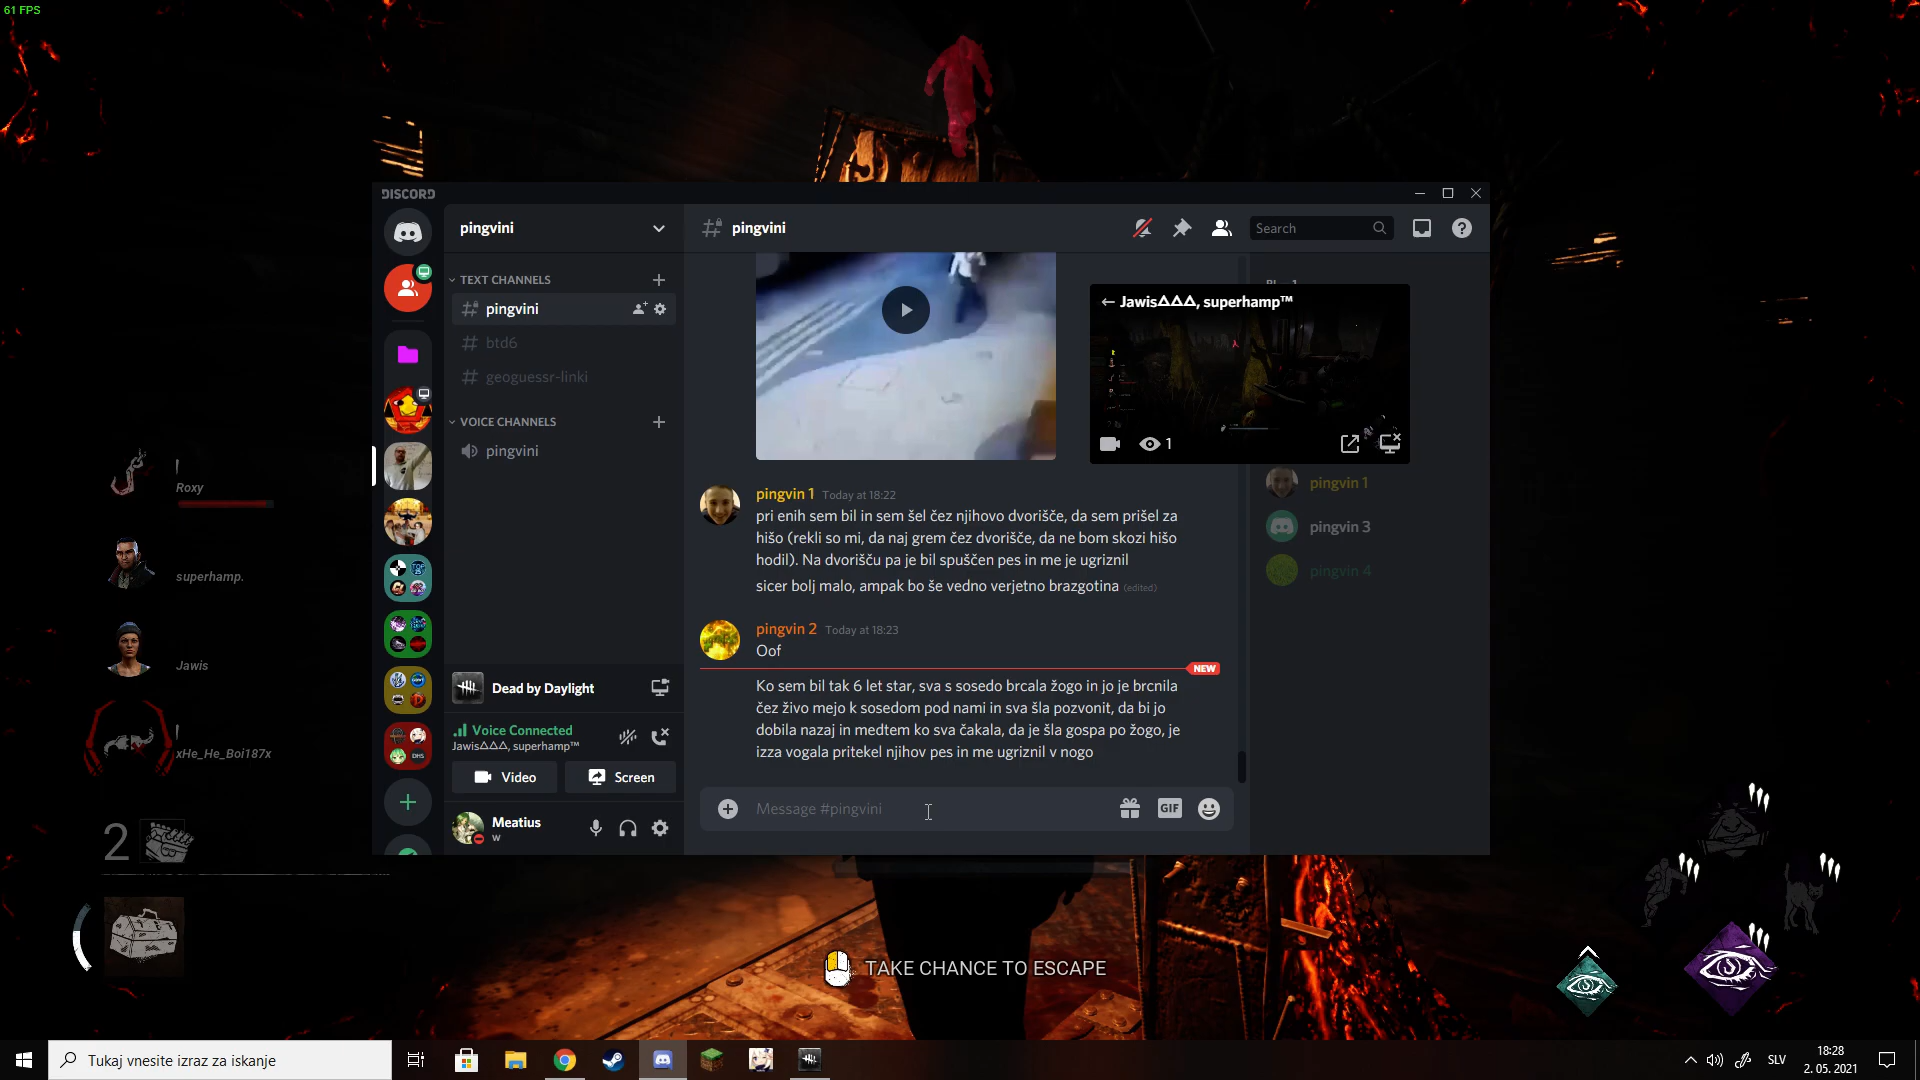 61 FPS
DISCORD
pingvini
pingvini
Search
TEXT CHANNELS
pingvini
btd6
geoguessr-linki
VOICE CHANNELS
pingvini
← Jawis△△△, superhamp™
1
pingvin 1 Today at 18:22
pri enih sem bil in sem šel čez njihovo dvorišče, da sem prišel za
hišo (rekli so mi, da naj grem čez dvorišče, da ne bom skozi hišo
hodil). Na dvorišču pa je bil spuščen pes in me je ugriznil
sicer bolj malo, ampak bo še vedno verjetno brazgotina (edited)
pingvin 2 Today at 18:23
Oof
NEW
Ko sem bil tak 6 let star, sva s sosedo brcala žogo in jo je brcnila
čez živo mejo k sosedom pod nami in sva šla pozvonit, da bi jo
dobila nazaj in medtem ko sva čakala, da je šla gospa po žogo, je
izza vogala pritekel njihov pes in me ugriznil v nogo
Message #pingvini
GIF
pingvin 1
pingvin 3
pingvin 4
Dead by Daylight
Voice Connected
Jawis△△△, superhamp™
Video
Screen
Meatius
w
Roxy
superhamp.
Jawis
xHe_He_Boi187x
2
TAKE CHANCE TO ESCAPE
Tukaj vnesite izraz za iskanje
SLV
18:28
2. 05. 2021